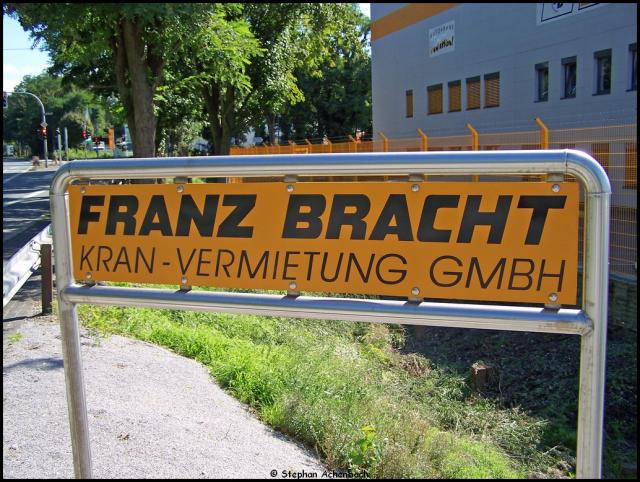 FRANZ BRACHT
KRAN-VERMIETUNG GMBH
© Stephan Achenbach